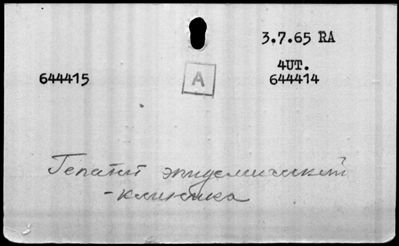 3.7.65 RA
4UT.
644415 A 644414
Гепатит эпидемический
-клиника